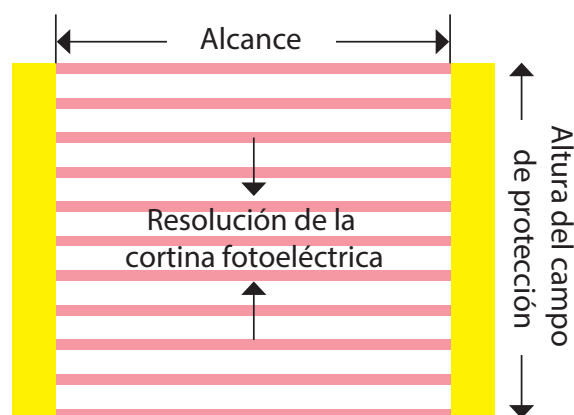 Alcance
Resolución de la
cortina fotoeléctrica
Altura del campo
de protección